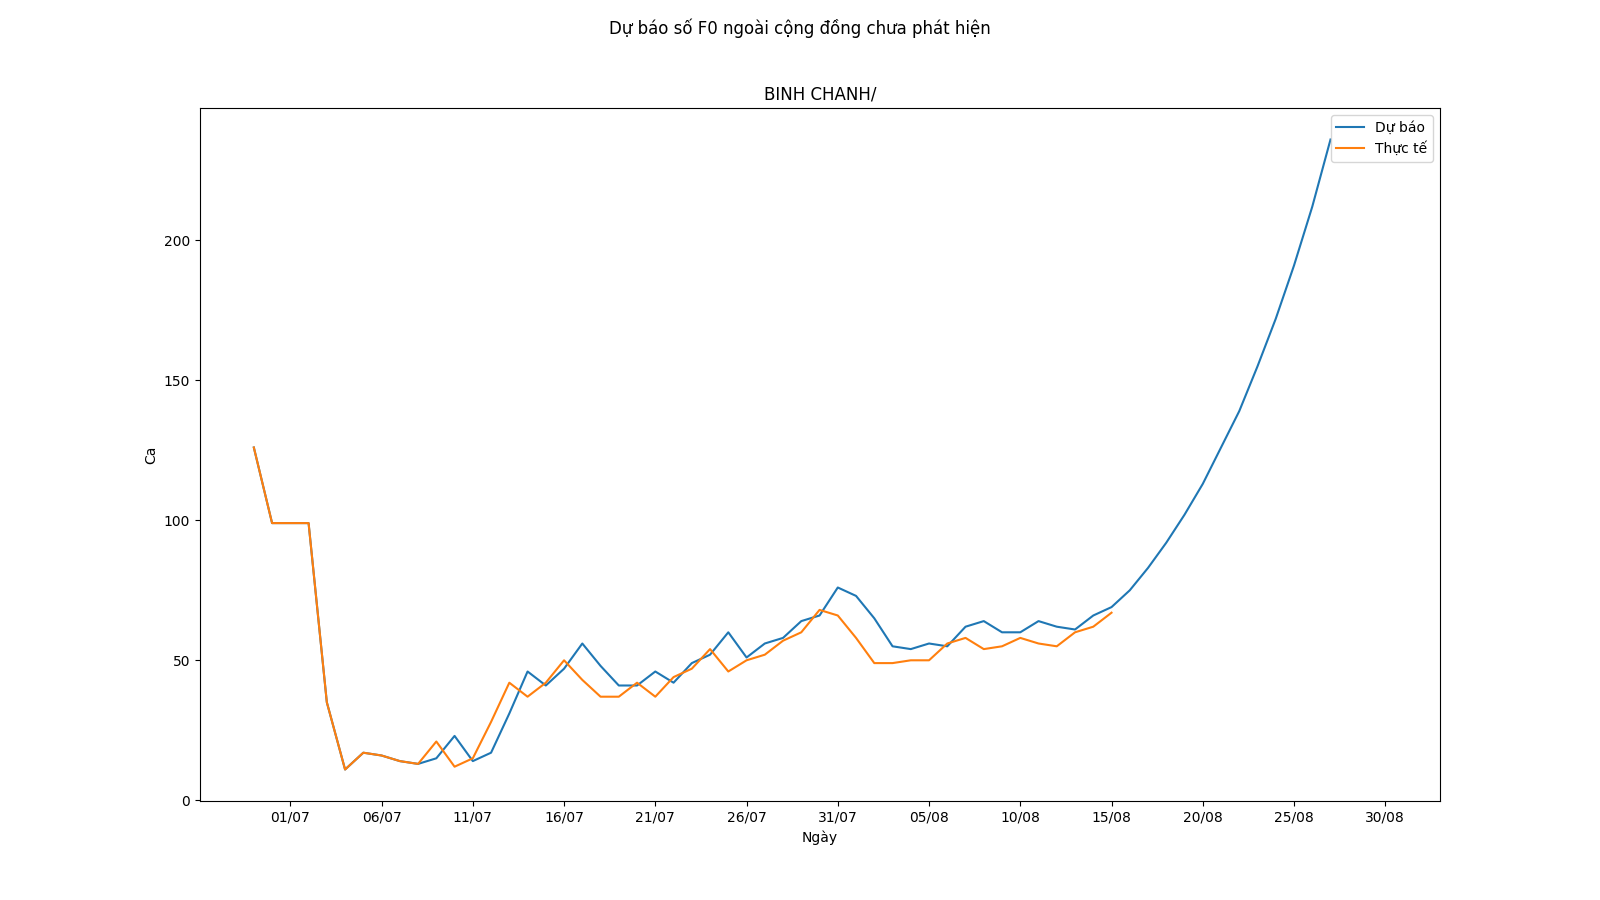 Dự báo số F0 ngoài cộng đồng chưa phát hiện
BINH CHANH/
Dự báo
Thực tế
Ca
200
150
100
50
0
01/07 06/07 11/07 16/07 21/07 26/07 31/07 05/08 10/08 15/08 20/08 25/08 30/08
Ngày